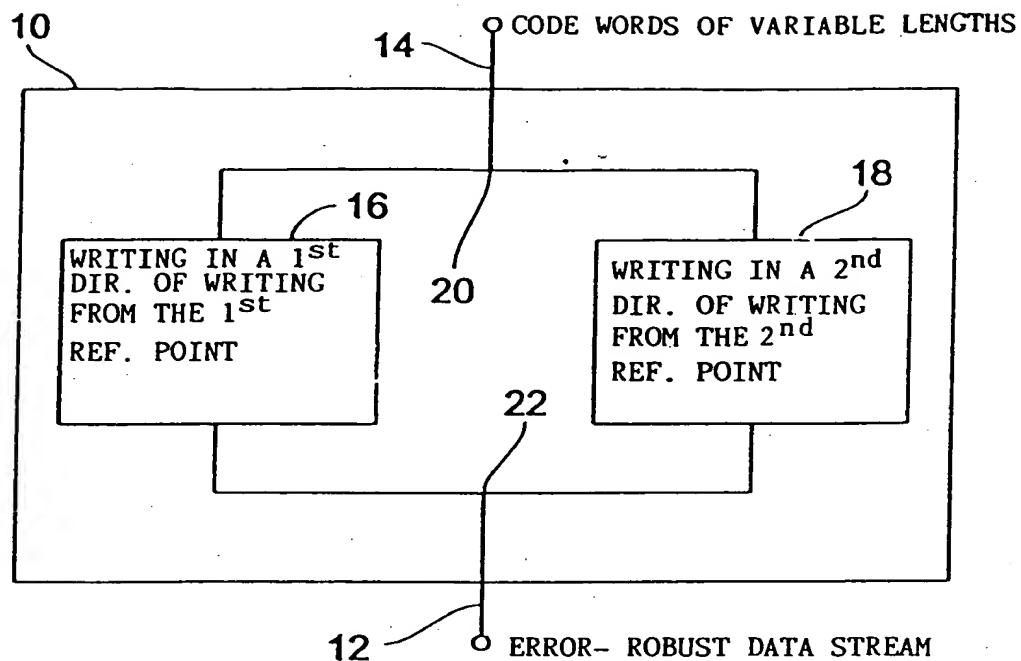 10
14
CODE WORDS OF VARIABLE LENGTHS
16
18
WRITING IN A 1st
DIR. OF WRITING
FROM THE 1st
REF. POINT
20
WRITING IN A 2nd
DIR. OF WRITING
FROM THE 2nd
REF. POINT
22
12
ERROR- ROBUST DATA STREAM